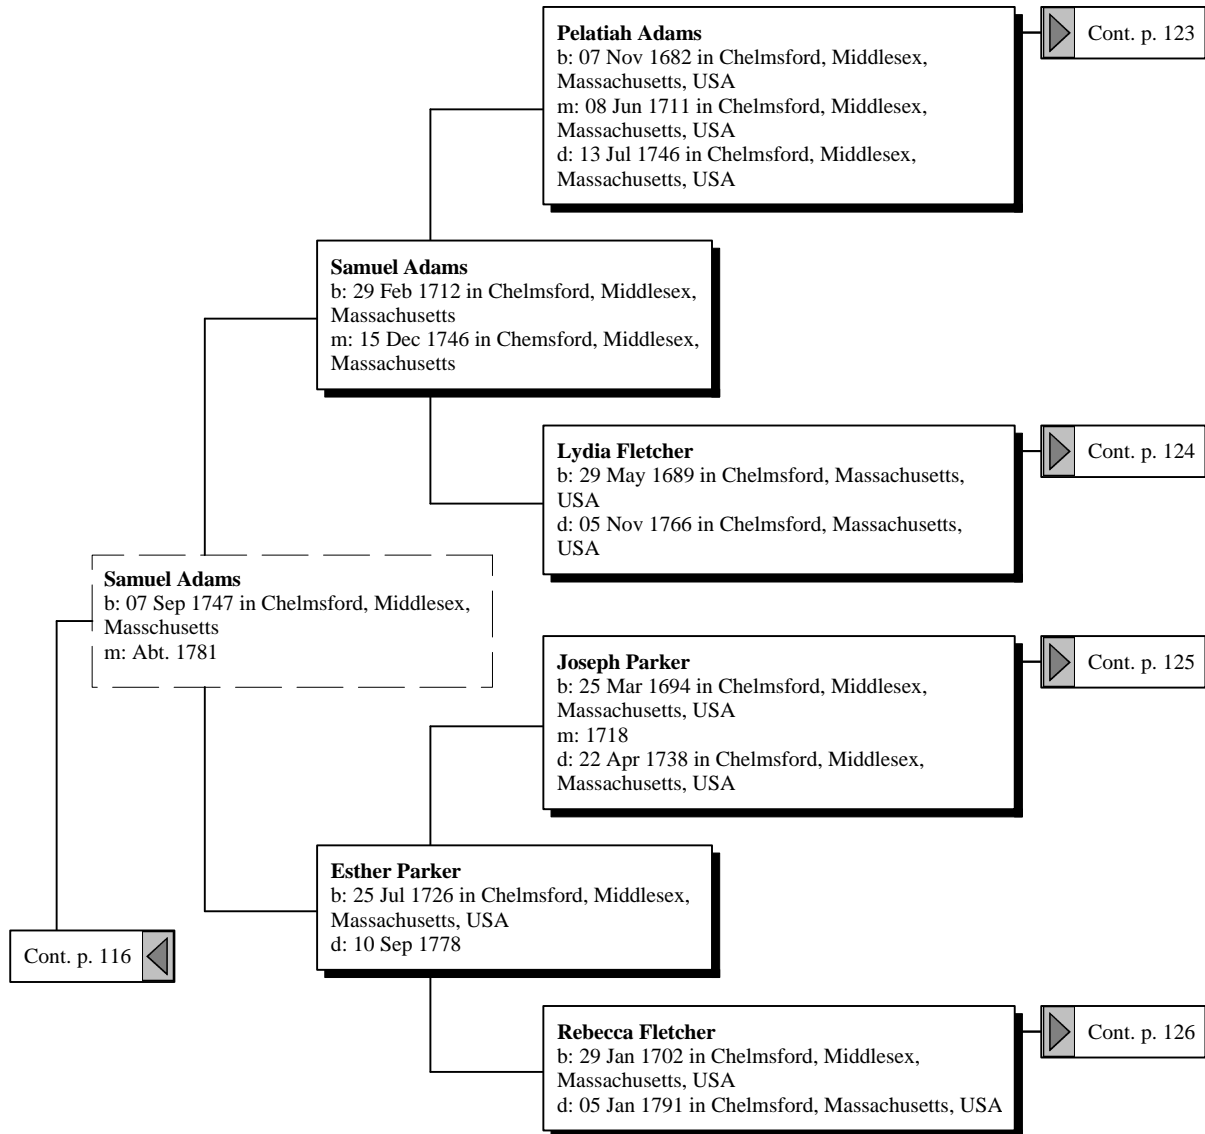 Pelatiah Adams
b: 07 Nov 1682 in Chelmsford, Middlesex,
Massachusetts, USA
m: 08 Jun 1711 in Chelmsford, Middlesex,
Massachusetts, USA
d: 13 Jul 1746 in Chelmsford, Middlesex,
Massachusetts, USA
Cont. p. 123
Samuel Adams
b: 29 Feb 1712 in Chelmsford, Middlesex,
Massachusetts
m: 15 Dec 1746 in Chemsford, Middlesex,
Massachusetts
Lydia Fletcher
b: 29 May 1689 in Chelmsford, Massachusetts,
USA
d: 05 Nov 1766 in Chelmsford, Massachusetts,
USA
Cont. p. 124
Samuel Adams
b: 07 Sep 1747 in Chelmsford, Middlesex,
Masschusetts
m: Abt. 1781
Joseph Parker
b: 25 Mar 1694 in Chelmsford, Middlesex,
Massachusetts, USA
m: 1718
d: 22 Apr 1738 in Chelmsford, Middlesex,
Massachusetts, USA
Cont. p. 125
Esther Parker
b: 25 Jul 1726 in Chelmsford, Middlesex,
Massachusetts, USA
d: 10 Sep 1778
Cont. p. 116
Rebecca Fletcher
b: 29 Jan 1702 in Chelmsford, Middlesex,
Massachusetts, USA
d: 05 Jan 1791 in Chelmsford, Massachusetts, USA
Cont. p. 126